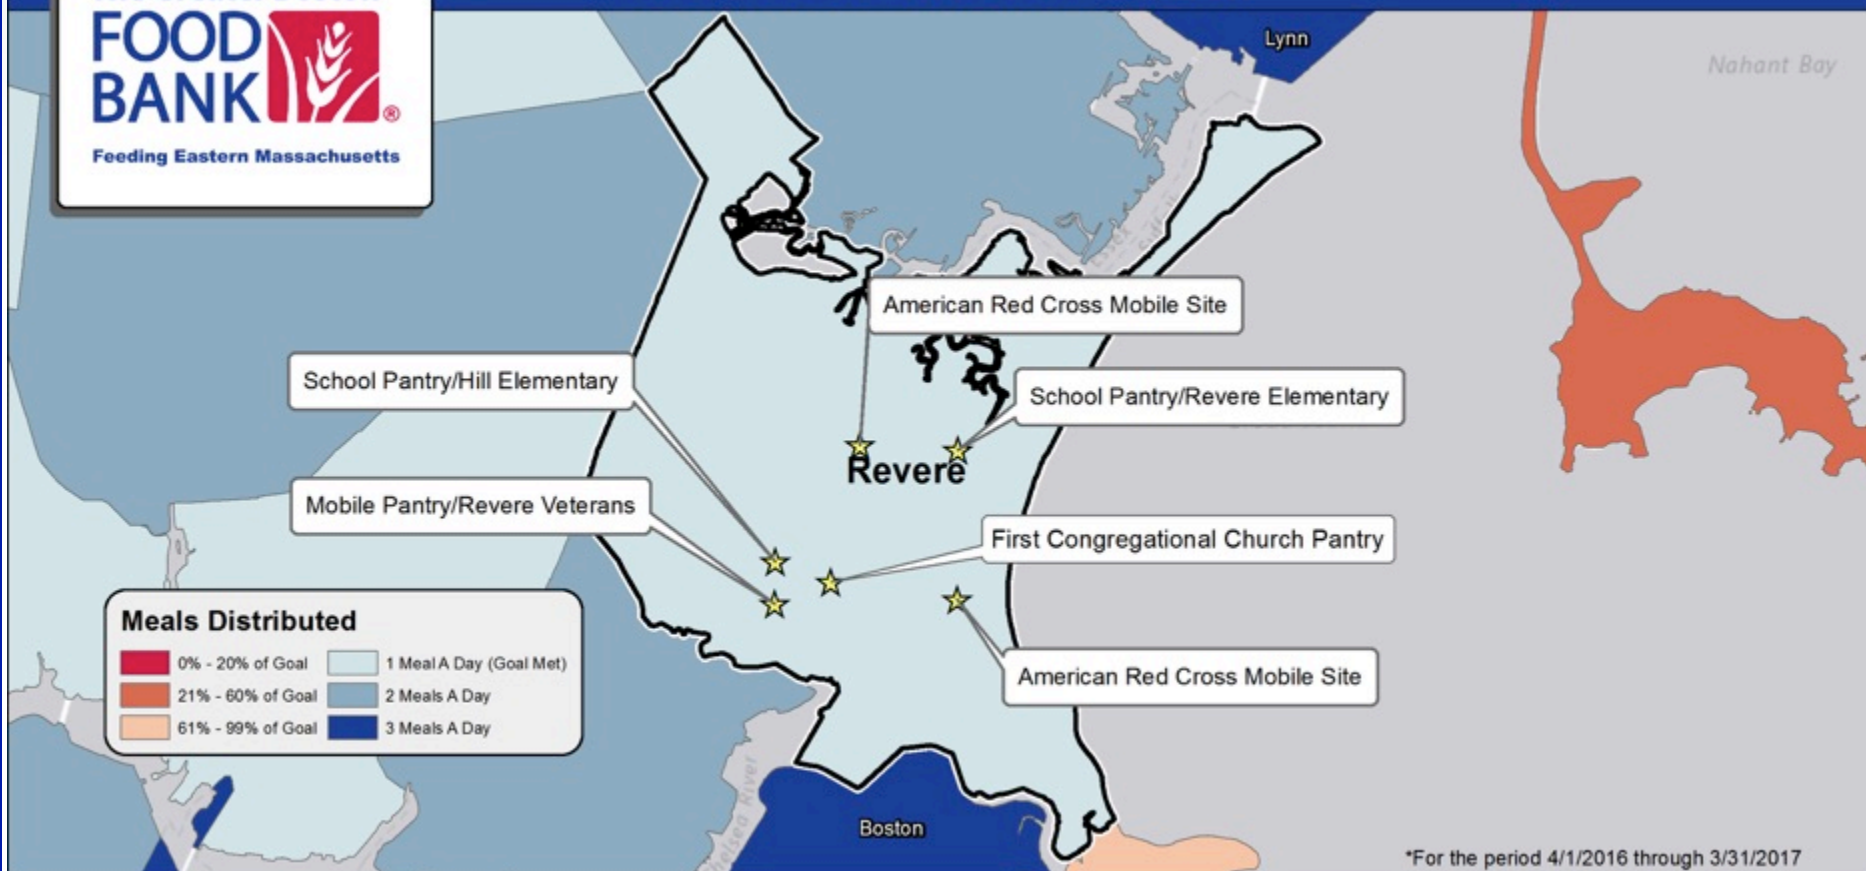 FOOD
BANK
®
Feeding Eastern Massachusetts
Lynn
Nahant Bay
Essex
American Red Cross Mobile Site
School Pantry/Hill Elementary
School Pantry/Revere Elementary
Revere
Mobile Pantry/Revere Veterans
First Congregational Church Pantry
American Red Cross Mobile Site
Meals Distributed
0% - 20% of Goal
1 Meal A Day (Goal Met)
21% - 60% of Goal
2 Meals A Day
61% - 99% of Goal
3 Meals A Day
Boston
River
*For the period 4/1/2016 through 3/31/2017